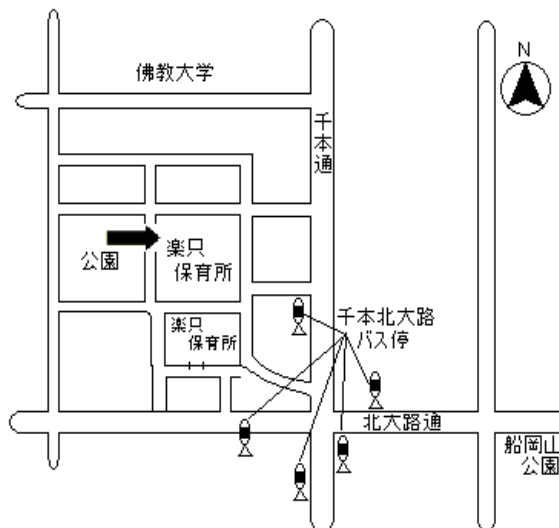 佛教大学
N
千本通
公園
楽只
保育所
楽只
保育所
千本北大路
バス停
北大路通
船岡山
公園